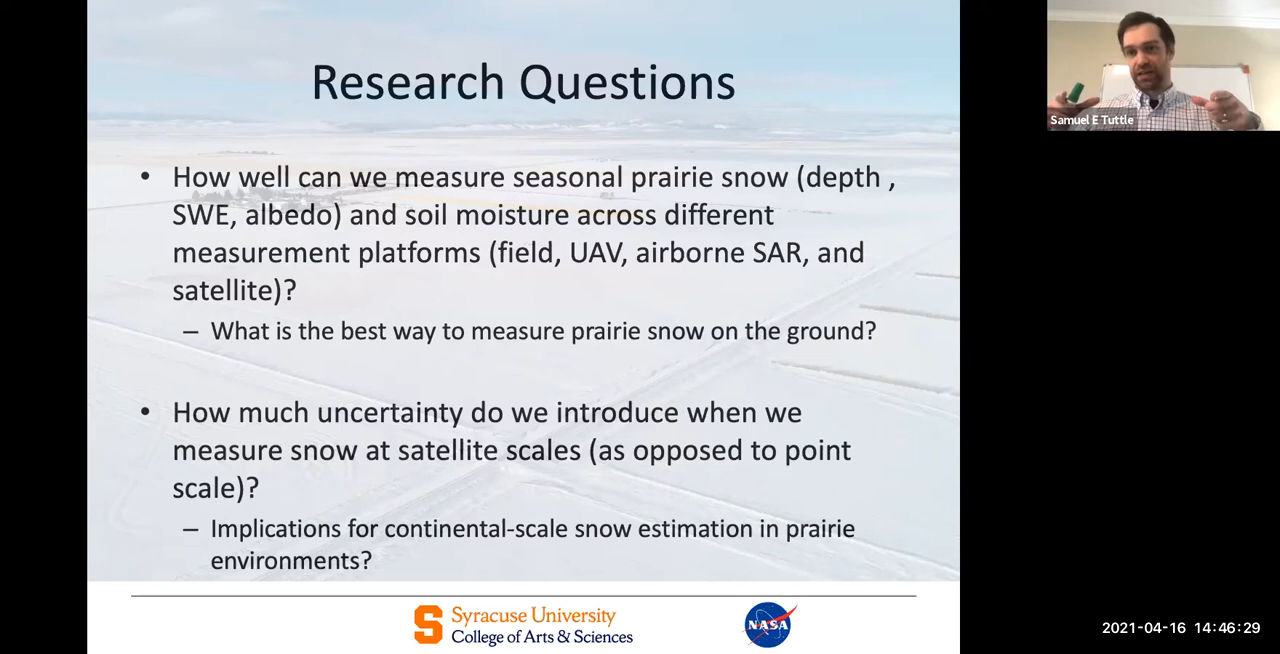 Research Questions
• How well can we measure seasonal prairie snow (depth ,
SWE, albedo) and soil moisture across different
measurement platforms (field, UAV, airborne SAR, and
satellite)?
– What is the best way to measure prairie snow on the ground?
• How much uncertainty do we introduce when we
measure snow at satellite scales (as opposed to point
scale)?
– Implications for continental-scale snow estimation in prairie
environments?
S Syracuse University
College of Arts & Sciences
NASA
Samuel E Tuttle
2021-04-16 14:46:29